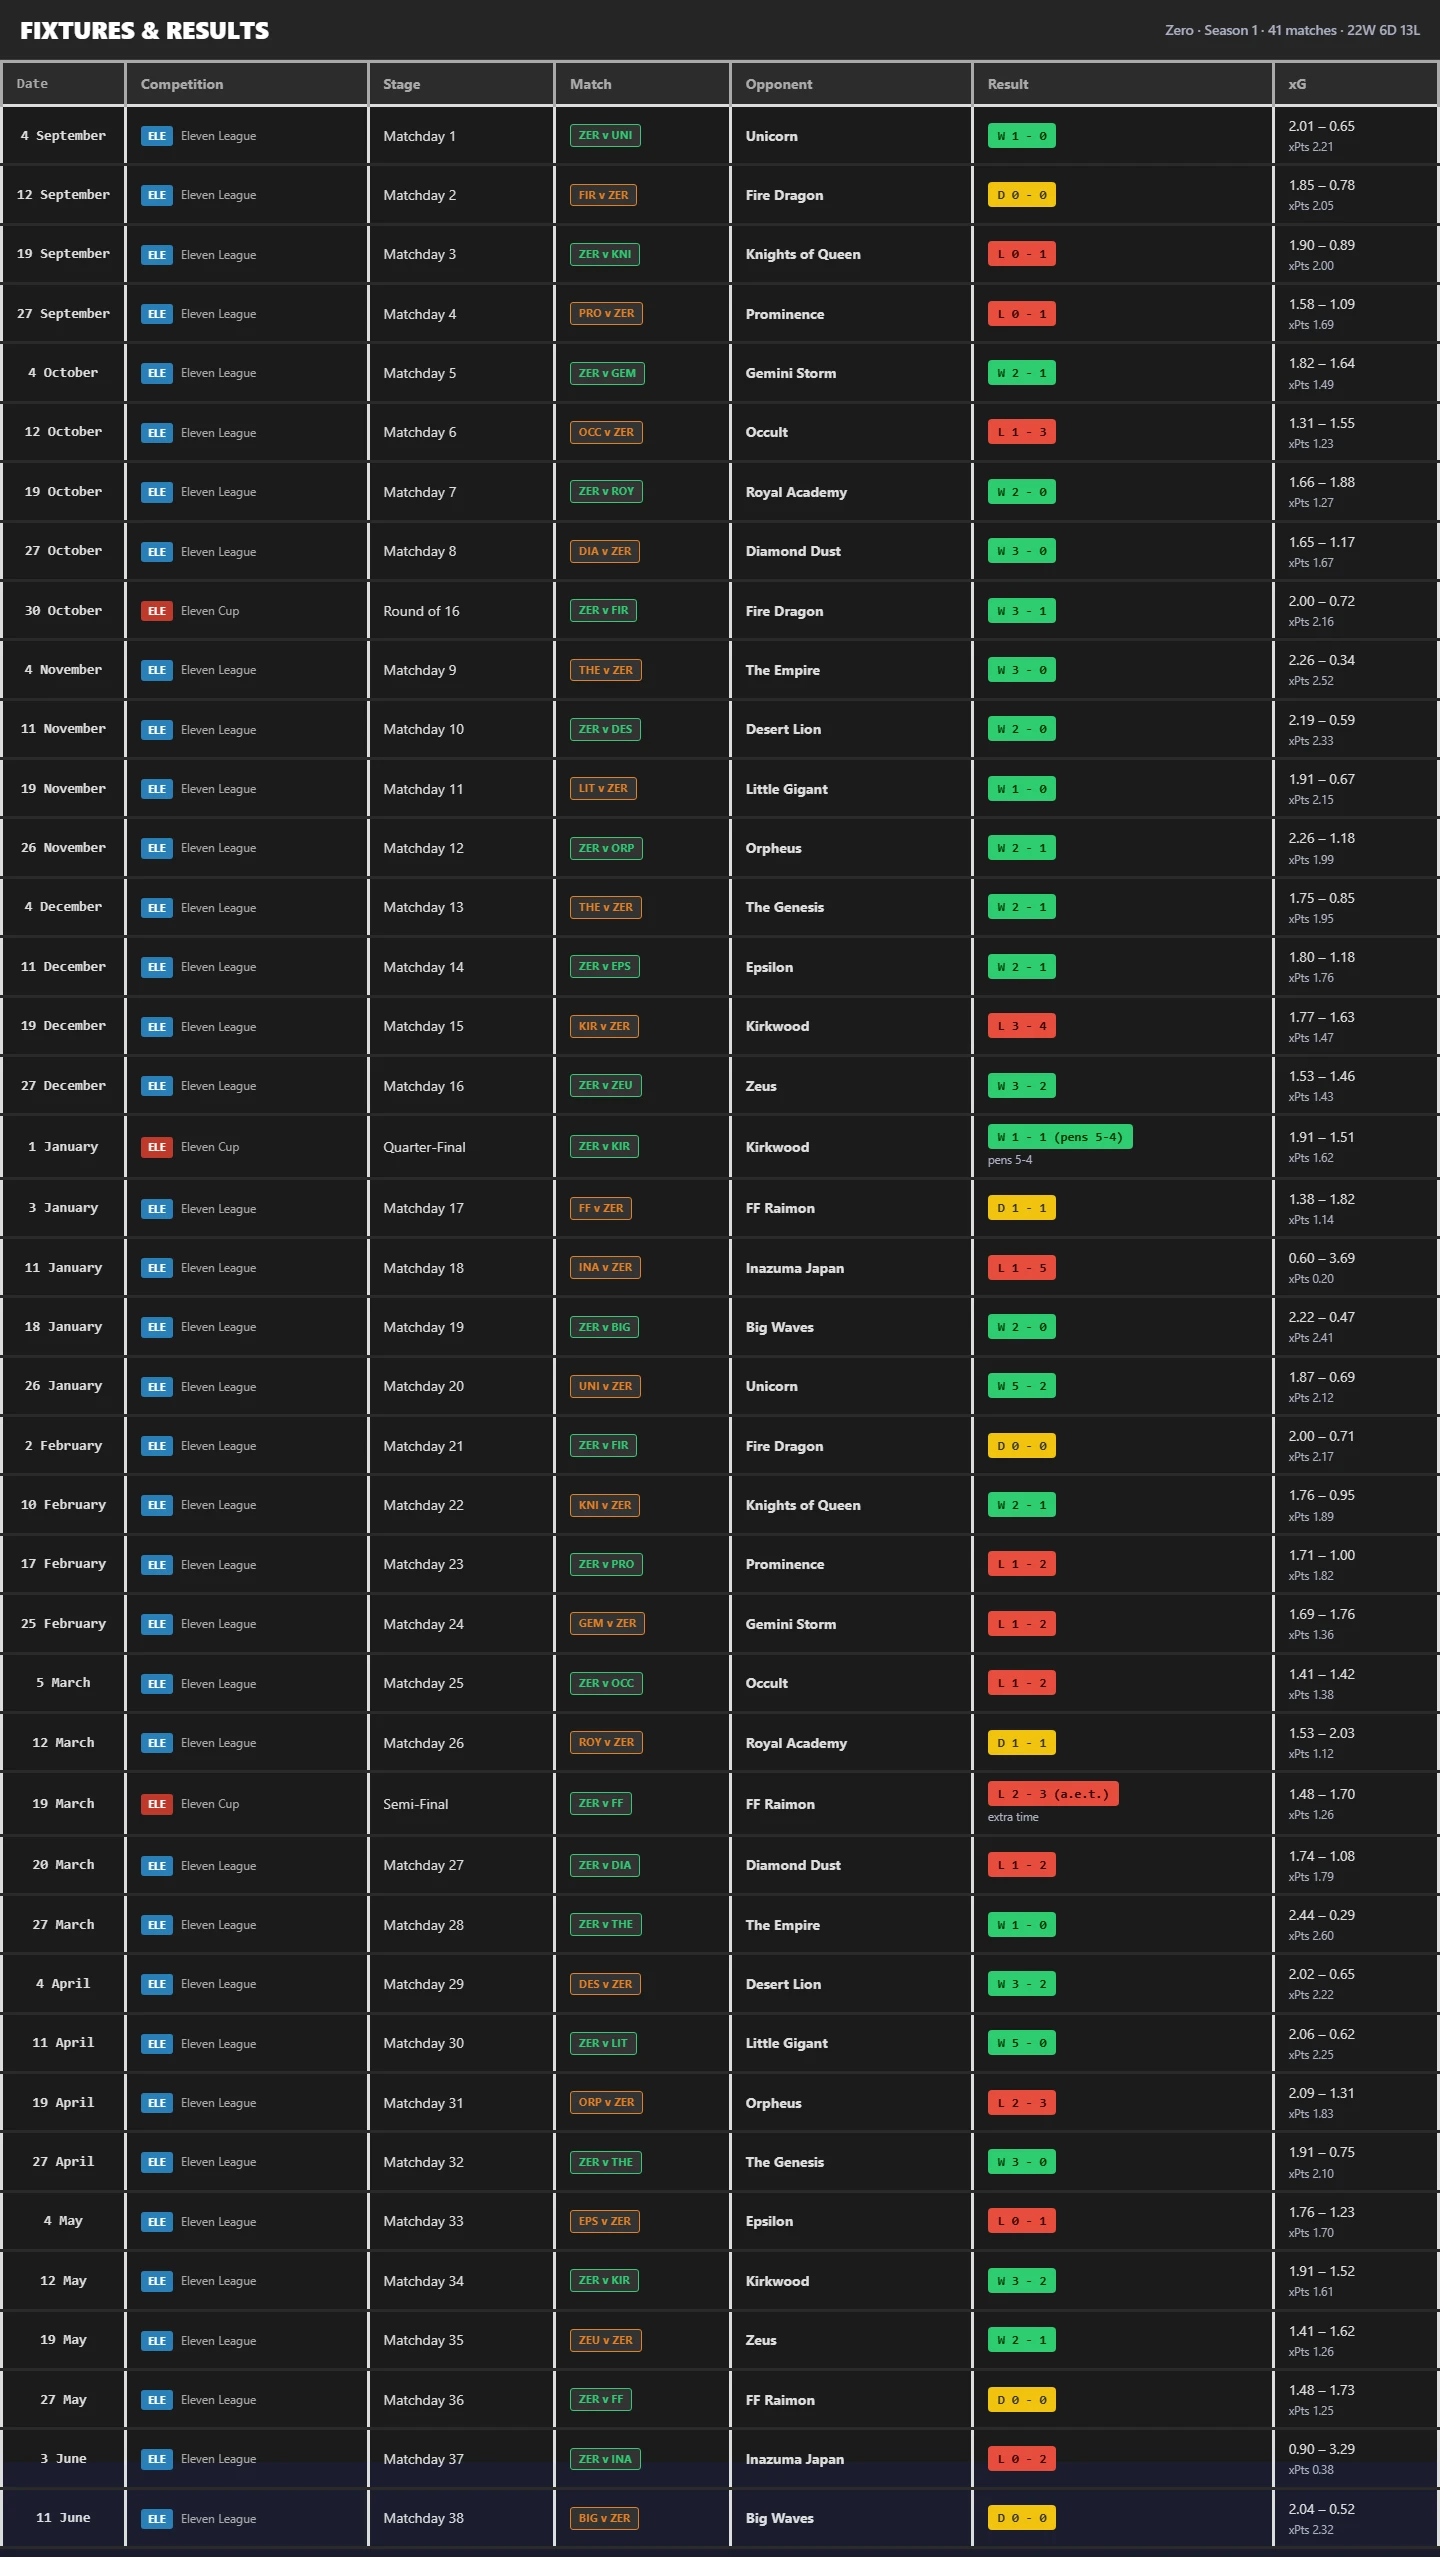 FIXTURES & RESULTS
Zero · Season 1 · 41 matches · 22W 6D 13L
Date Competition Stage Match Opponent Result xG
4 September ELE Eleven League Matchday 1 ZER v UNI Unicorn W 1 - 0 2.01 – 0.65
xPts 2.21
12 September ELE Eleven League Matchday 2 FIR v ZER Fire Dragon D 0 - 0 1.85 – 0.78
xPts 2.05
19 September ELE Eleven League Matchday 3 ZER v KNI Knights of Queen L 0 - 1 1.90 – 0.89
xPts 2.00
27 September ELE Eleven League Matchday 4 PRO v ZER Prominence L 0 - 1 1.58 – 1.09
xPts 1.69
4 October ELE Eleven League Matchday 5 ZER v GEM Gemini Storm W 2 - 1 1.82 – 1.64
xPts 1.49
12 October ELE Eleven League Matchday 6 OCC v ZER Occult L 1 - 3 1.31 – 1.55
xPts 1.23
19 October ELE Eleven League Matchday 7 ZER v ROY Royal Academy W 2 - 0 1.66 – 1.88
xPts 1.27
27 October ELE Eleven League Matchday 8 DIA v ZER Diamond Dust W 3 - 0 1.65 – 1.17
xPts 1.67
30 October ELE Eleven Cup Round of 16 ZER v FIR Fire Dragon W 3 - 1 2.00 – 0.72
xPts 2.16
4 November ELE Eleven League Matchday 9 THE v ZER The Empire W 3 - 0 2.26 – 0.34
xPts 2.52
11 November ELE Eleven League Matchday 10 ZER v DES Desert Lion W 2 - 0 2.19 – 0.59
xPts 2.33
19 November ELE Eleven League Matchday 11 LIT v ZER Little Gigant W 1 - 0 1.91 – 0.67
xPts 2.15
26 November ELE Eleven League Matchday 12 ZER v ORP Orpheus W 2 - 1 2.26 – 1.18
xPts 1.99
4 December ELE Eleven League Matchday 13 THE v ZER The Genesis W 2 - 1 1.75 – 0.85
xPts 1.95
11 December ELE Eleven League Matchday 14 ZER v EPS Epsilon W 2 - 1 1.80 – 1.18
xPts 1.76
19 December ELE Eleven League Matchday 15 KIR v ZER Kirkwood L 3 - 4 1.77 – 1.63
xPts 1.47
27 December ELE Eleven League Matchday 16 ZER v ZEU Zeus W 3 - 2 1.53 – 1.46
xPts 1.43
1 January ELE Eleven Cup Quarter-Final ZER v KIR Kirkwood W 1 - 1 (pens 5-4) 1.91 – 1.51
pens 5-4 xPts 1.62
3 January ELE Eleven League Matchday 17 FF v ZER FF Raimon D 1 - 1 1.38 – 1.82
xPts 1.14
11 January ELE Eleven League Matchday 18 INA v ZER Inazuma Japan L 1 - 5 0.60 – 3.69
xPts 0.20
18 January ELE Eleven League Matchday 19 ZER v BIG Big Waves W 2 - 0 2.22 – 0.47
xPts 2.41
26 January ELE Eleven League Matchday 20 UNI v ZER Unicorn W 5 - 2 1.87 – 0.69
xPts 2.12
2 February ELE Eleven League Matchday 21 ZER v FIR Fire Dragon D 0 - 0 2.00 – 0.71
xPts 2.17
10 February ELE Eleven League Matchday 22 KNI v ZER Knights of Queen W 2 - 1 1.76 – 0.95
xPts 1.89
17 February ELE Eleven League Matchday 23 ZER v PRO Prominence L 1 - 2 1.71 – 1.00
xPts 1.82
25 February ELE Eleven League Matchday 24 GEM v ZER Gemini Storm L 1 - 2 1.69 – 1.76
xPts 1.36
5 March ELE Eleven League Matchday 25 ZER v OCC Occult L 1 - 2 1.41 – 1.42
xPts 1.38
12 March ELE Eleven League Matchday 26 ROY v ZER Royal Academy D 1 - 1 1.53 – 2.03
xPts 1.12
19 March ELE Eleven Cup Semi-Final ZER v FF FF Raimon L 2 - 3 (a.e.t.) 1.48 – 1.70
extra time xPts 1.26
20 March ELE Eleven League Matchday 27 ZER v DIA Diamond Dust L 1 - 2 1.74 – 1.08
xPts 1.79
27 March ELE Eleven League Matchday 28 ZER v THE The Empire W 1 - 0 2.44 – 0.29
xPts 2.60
4 April ELE Eleven League Matchday 29 DES v ZER Desert Lion W 3 - 2 2.02 – 0.65
xPts 2.22
11 April ELE Eleven League Matchday 30 ZER v LIT Little Gigant W 5 - 0 2.06 – 0.62
xPts 2.25
19 April ELE Eleven League Matchday 31 ORP v ZER Orpheus L 2 - 3 2.09 – 1.31
xPts 1.83
27 April ELE Eleven League Matchday 32 ZER v THE The Genesis W 3 - 0 1.91 – 0.75
xPts 2.10
4 May ELE Eleven League Matchday 33 EPS v ZER Epsilon L 0 - 1 1.76 – 1.23
xPts 1.70
12 May ELE Eleven League Matchday 34 ZER v KIR Kirkwood W 3 - 2 1.91 – 1.52
xPts 1.61
19 May ELE Eleven League Matchday 35 ZEU v ZER Zeus W 2 - 1 1.41 – 1.62
xPts 1.26
27 May ELE Eleven League Matchday 36 ZER v FF FF Raimon D 0 - 0 1.48 – 1.73
xPts 1.25
3 June ELE Eleven League Matchday 37 ZER v INA Inazuma Japan L 0 - 2 0.90 – 3.29
xPts 0.38
11 June ELE Eleven League Matchday 38 BIG v ZER Big Waves D 0 - 0 2.04 – 0.52
xPts 2.32